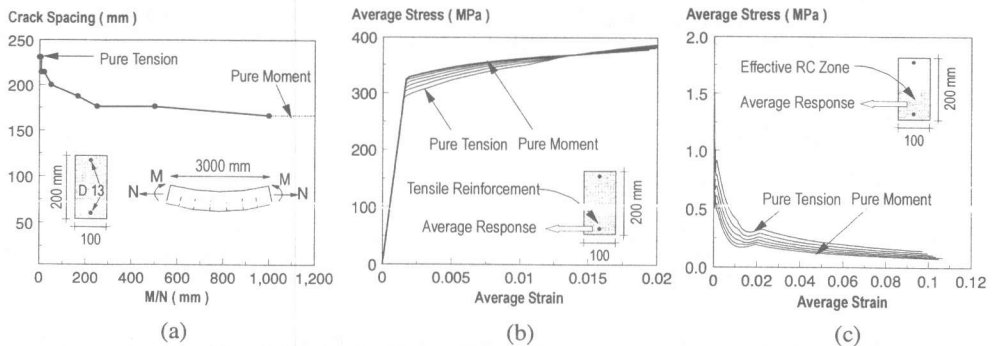 Crack Spacing ( mm )
250
200
150
100
50
0
200
400
600
800
1,000
1,200
M/N ( mm )
Pure Tension
Pure Moment
3000 mm
M
M
N
N
D 13
200 mm
100
(a)
Average Stress (MPa)
400
300
200
300
400
0
0.005
0.01
0.015
0.02
Average Strain
Pure Tension
Pure Moment
Tensile Reinforcement
Average Response
200 mm
100
(b)
Average Stress ( MPa)
2.0
1.5
1.0
0.5
0.0
0
0.02
0.04
0.06
0.08
0.1
0.12
Average Strain
Effective RC Zone
Average Response
200 mm
100
Pure Tension
Pure Moment
(c)